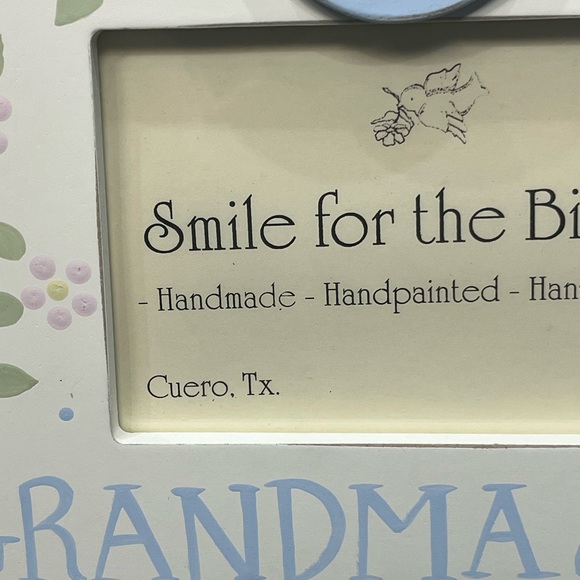 Smile for the Bi
- Handmade - Handpainted - Han
Cuero, Tx.
GRANDMA